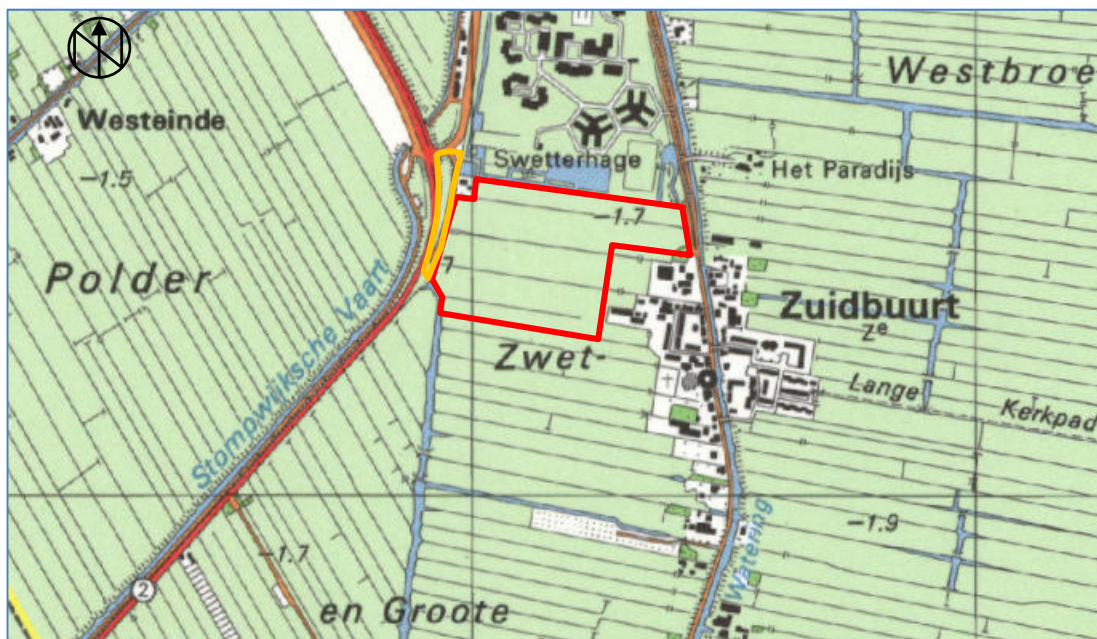 Westbroe
Westeinde
Swetterhage
Het Paradijs
-1.5
-1.7
Polder
Zuidbuurt
Ze
Stompwijksche Vaart
Zwet-
Lange
Kerkpad
-1.9
-1.7
Watering
2
en Groote